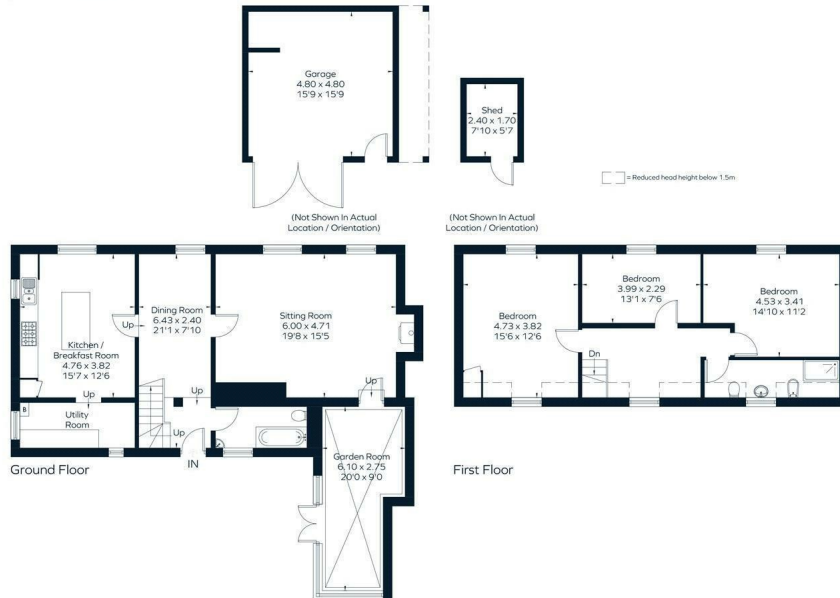 Garage
4.80 x 4.80
15'9 x 15'9
Shed
2.40 x 1.70
7'10 x 5'7
= Reduced head height below 1.5m
(Not Shown In Actual
Location / Orientation)
(Not Shown In Actual
Location / Orientation)
Kitchen /
Breakfast Room
4.76 x 3.82
15'7 x 12'6
Up
Dining Room
6.43 x 2.40
21'1 x 7'10
Sitting Room
6.00 x 4.71
19'8 x 15'5
Up
Up
Up
Up
B
Utility
Room
IN
Garden Room
6.10 x 2.75
20'0 x 9'0
Ground Floor
Bedroom
4.73 x 3.82
15'6 x 12'6
Bedroom
3.99 x 2.29
13'1 x 7'6
Bedroom
4.53 x 3.41
14'10 x 11'2
Dn
First Floor